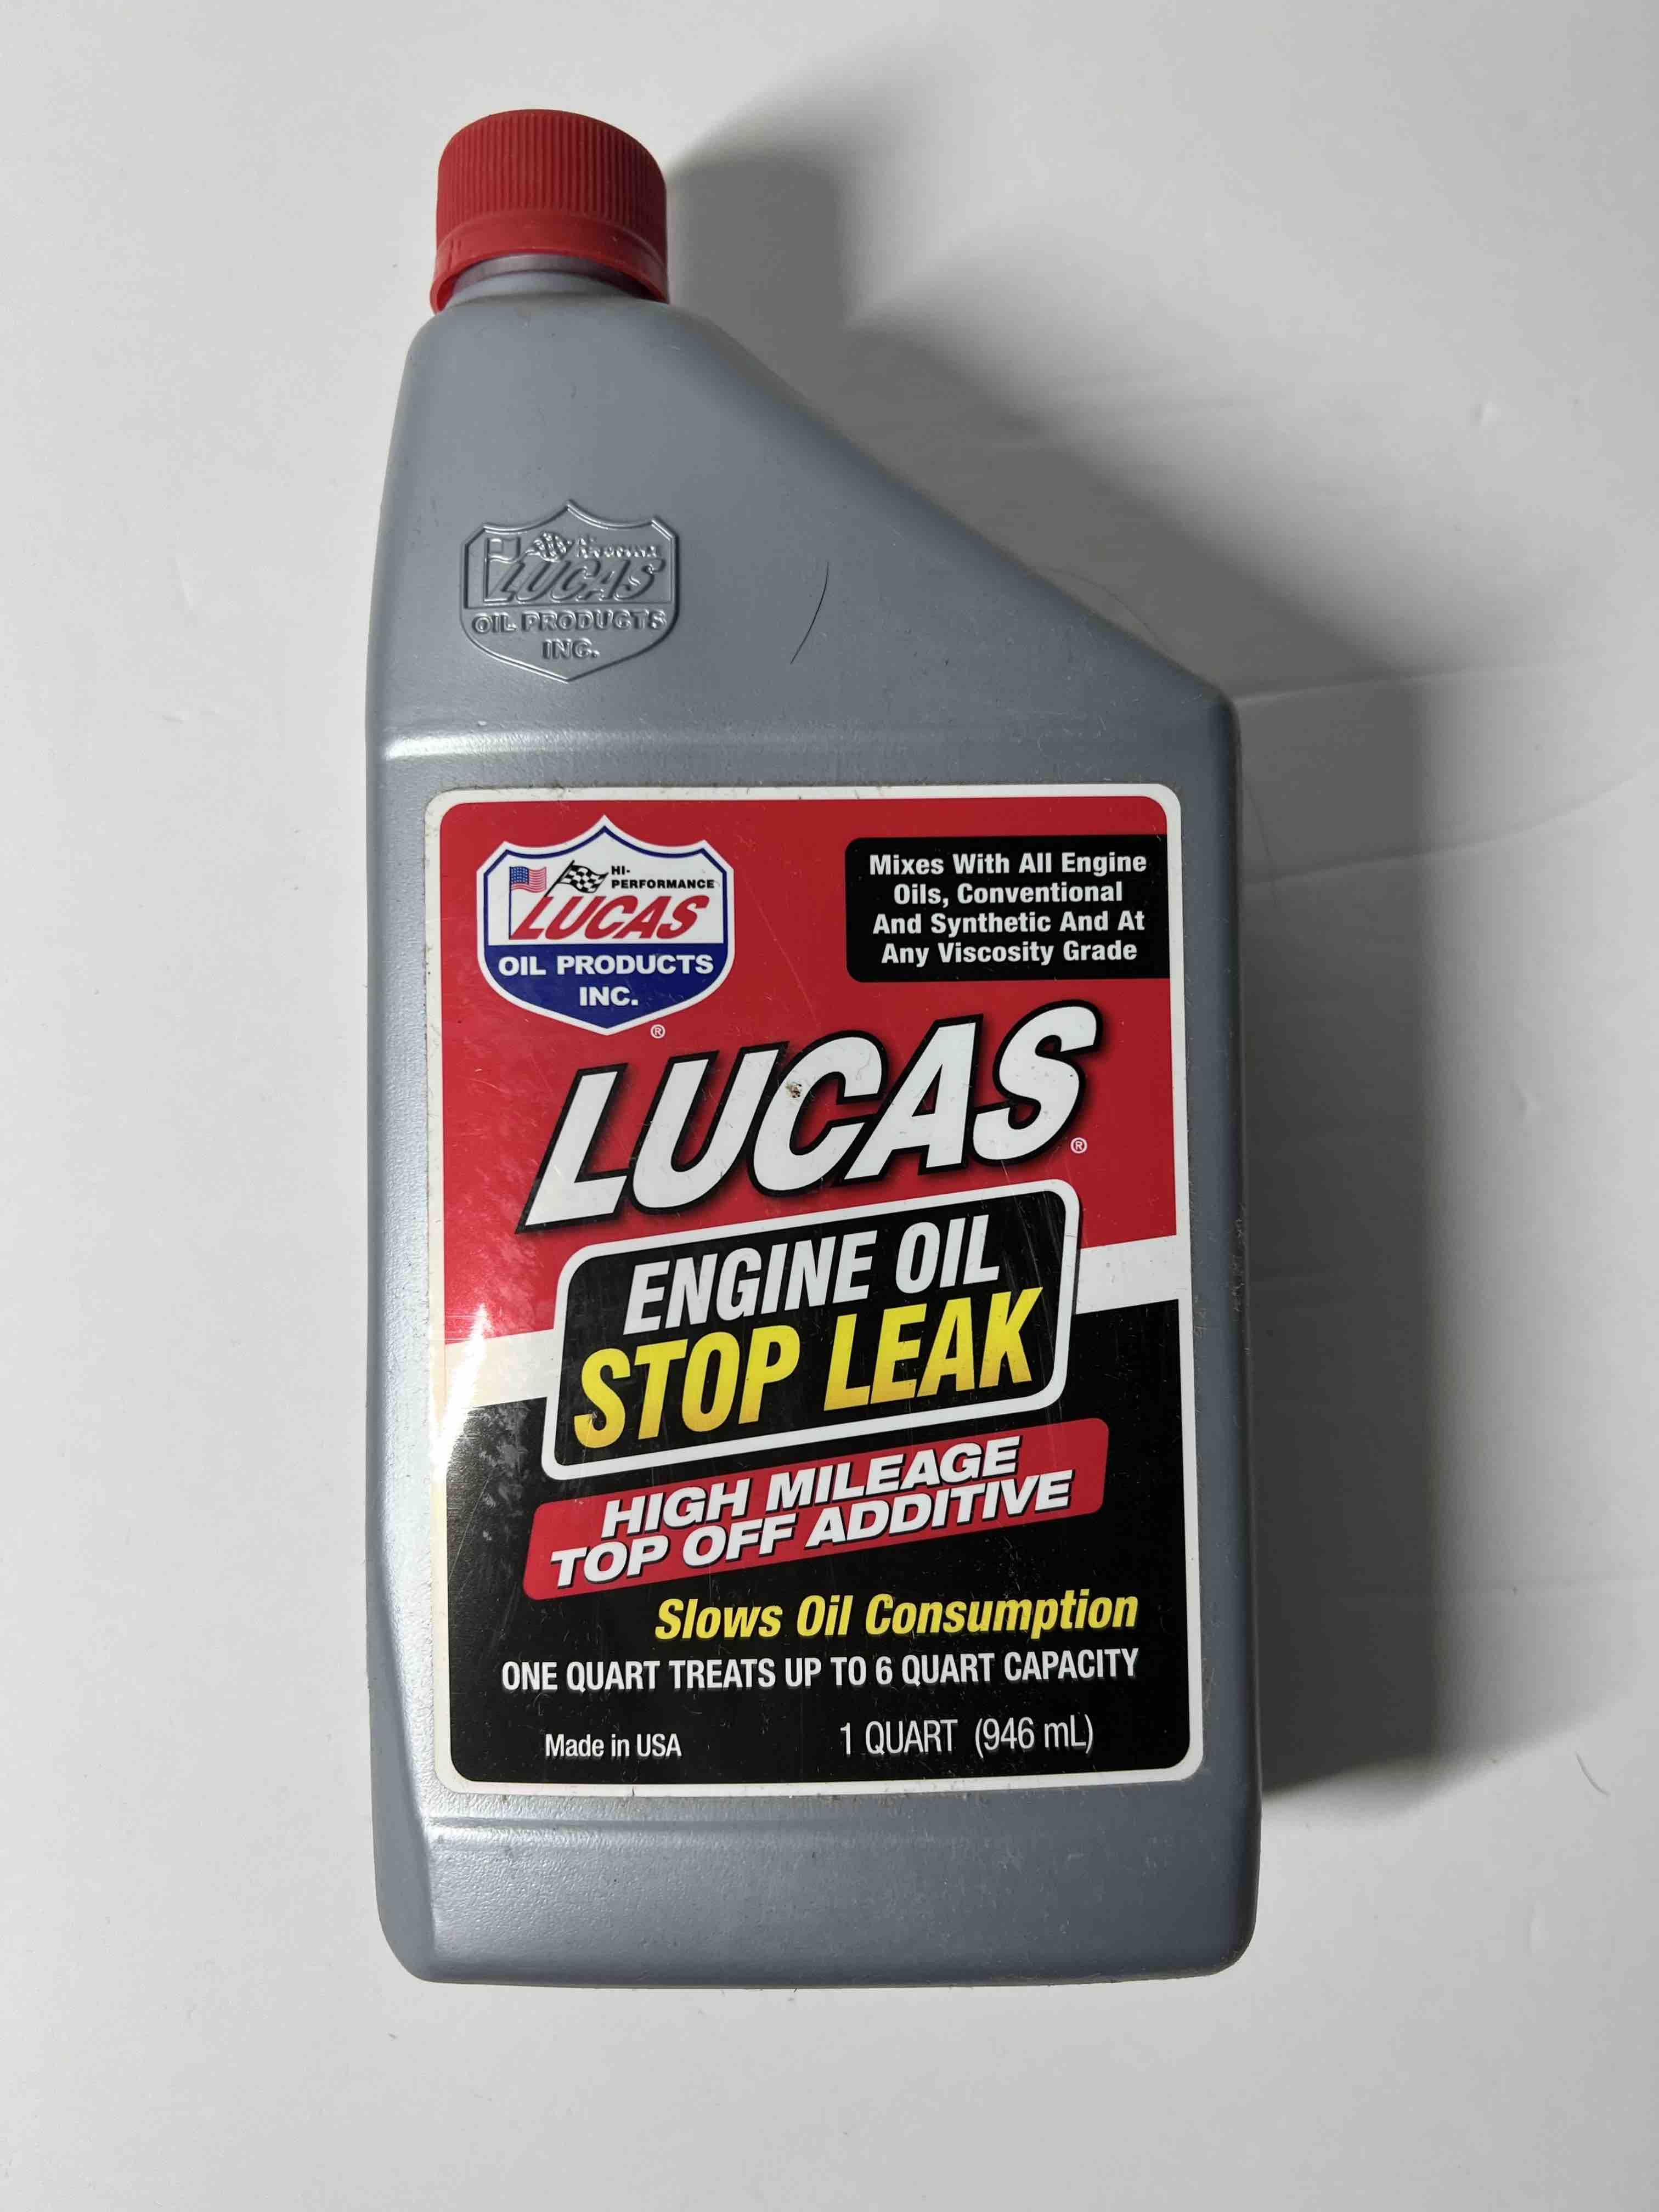 LUCAS
OIL PRODUCTS
INC.
HI-
PERFORMANCE
LUCAS
OIL PRODUCTS
INC.
®
Mixes With All Engine
Oils, Conventional
And Synthetic And At
Any Viscosity Grade
LUCAS®
ENGINE OIL
STOP LEAK
HIGH MILEAGE
TOP OFF ADDITIVE
Slows Oil Consumption
ONE QUART TREATS UP TO 6 QUART CAPACITY
Made in USA
1 QUART (946 mL)